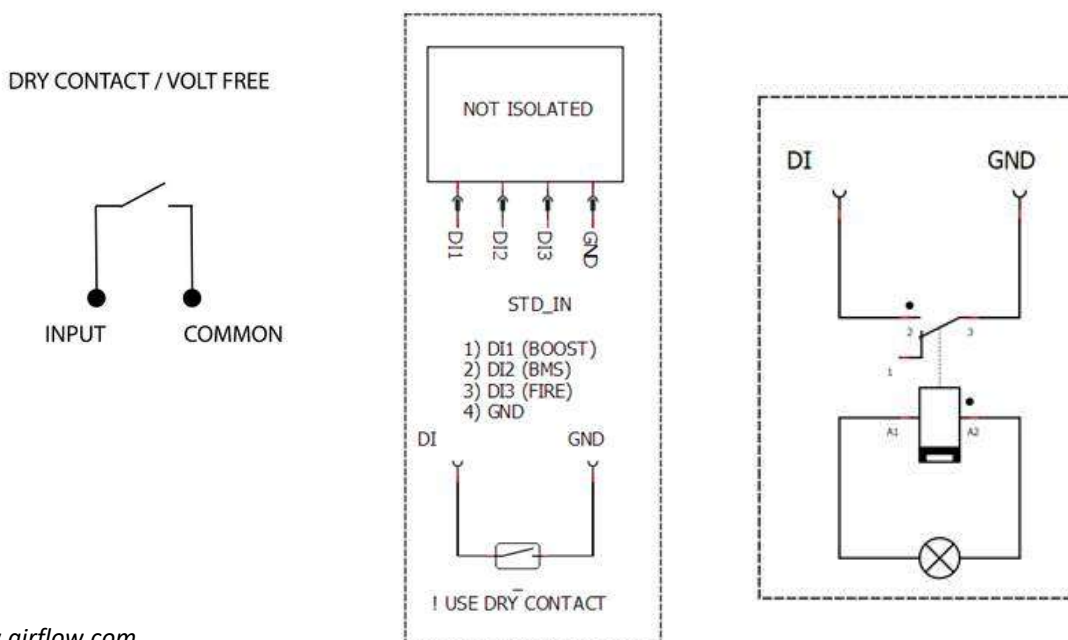 DRY CONTACT / VOLT FREE
INPUT COMMON
NOT ISOLATED
DI1 DI2 DI3 GND
STD_IN
1) DI1 (BOOST)
2) DI2 (BMS)
3) DI3 (FIRE)
4) GND
DI GND
! USE DRY CONTACT
DI GND
2 3
1
A1 A2
airflow.com